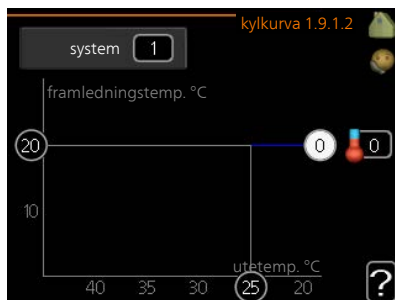 kylkurva 1.9.1.2
system 1
framledningstemp. °C
20
0
0
10
utetemp. °C
40 35 30 25 20
?